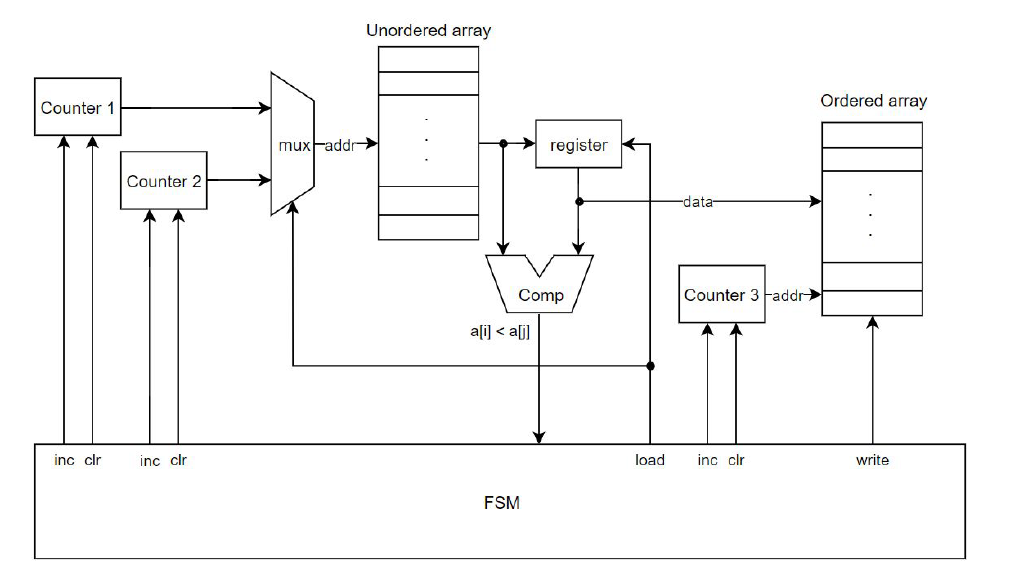 Unordered array
Counter 1
Ordered array
mux
addr
register
Counter 2
data
Comp
Counter 3
addr
a[i] < a[j]
inc clr
inc clr
load
inc clr
write
FSM